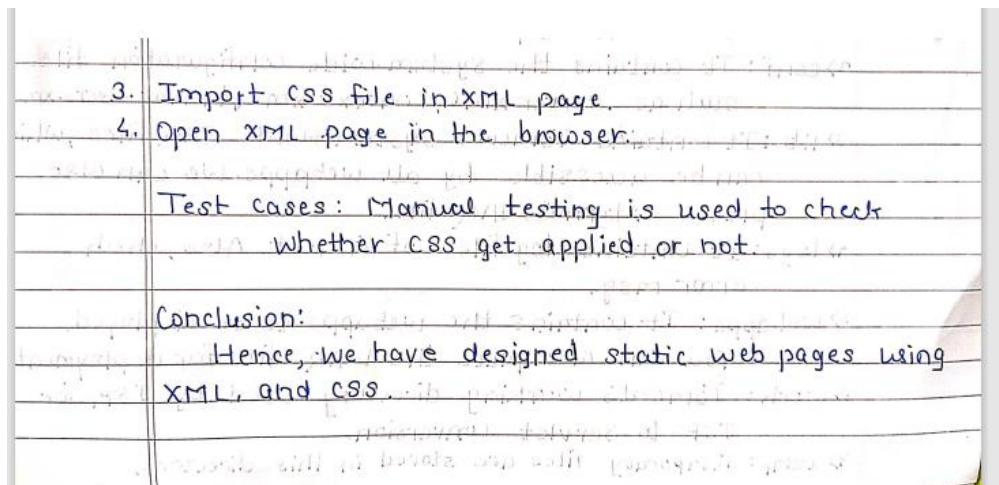 3. Import css file in XML page.
4. Open XML page in the browser.
Test cases: Manual testing is used to check
whether css get applied or not.
Conclusion:
Hence, we have designed static web pages using
XML, and css.